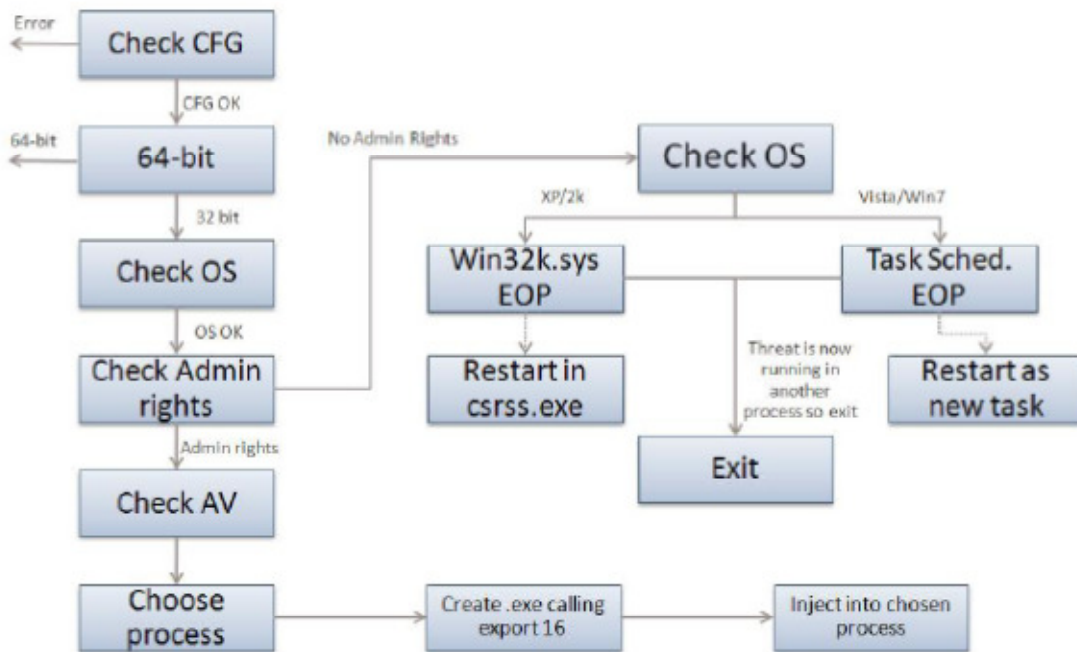 Error
Check CFG
CFG OK
64-bit
64-bit
No Admin Rights
Check OS
32 bit
XP/2k
Vista/Win7
Check OS
Win32k.sys
EOP
Task Sched.
EOP
OS OK
Check Admin
rights
Restart in
csrss.exe
Threat is now
running in
another
process so exit
Restart as
new task
Admin rights
Exit
Check AV
Choose
process
Create .exe calling
export 16
Inject into chosen
process